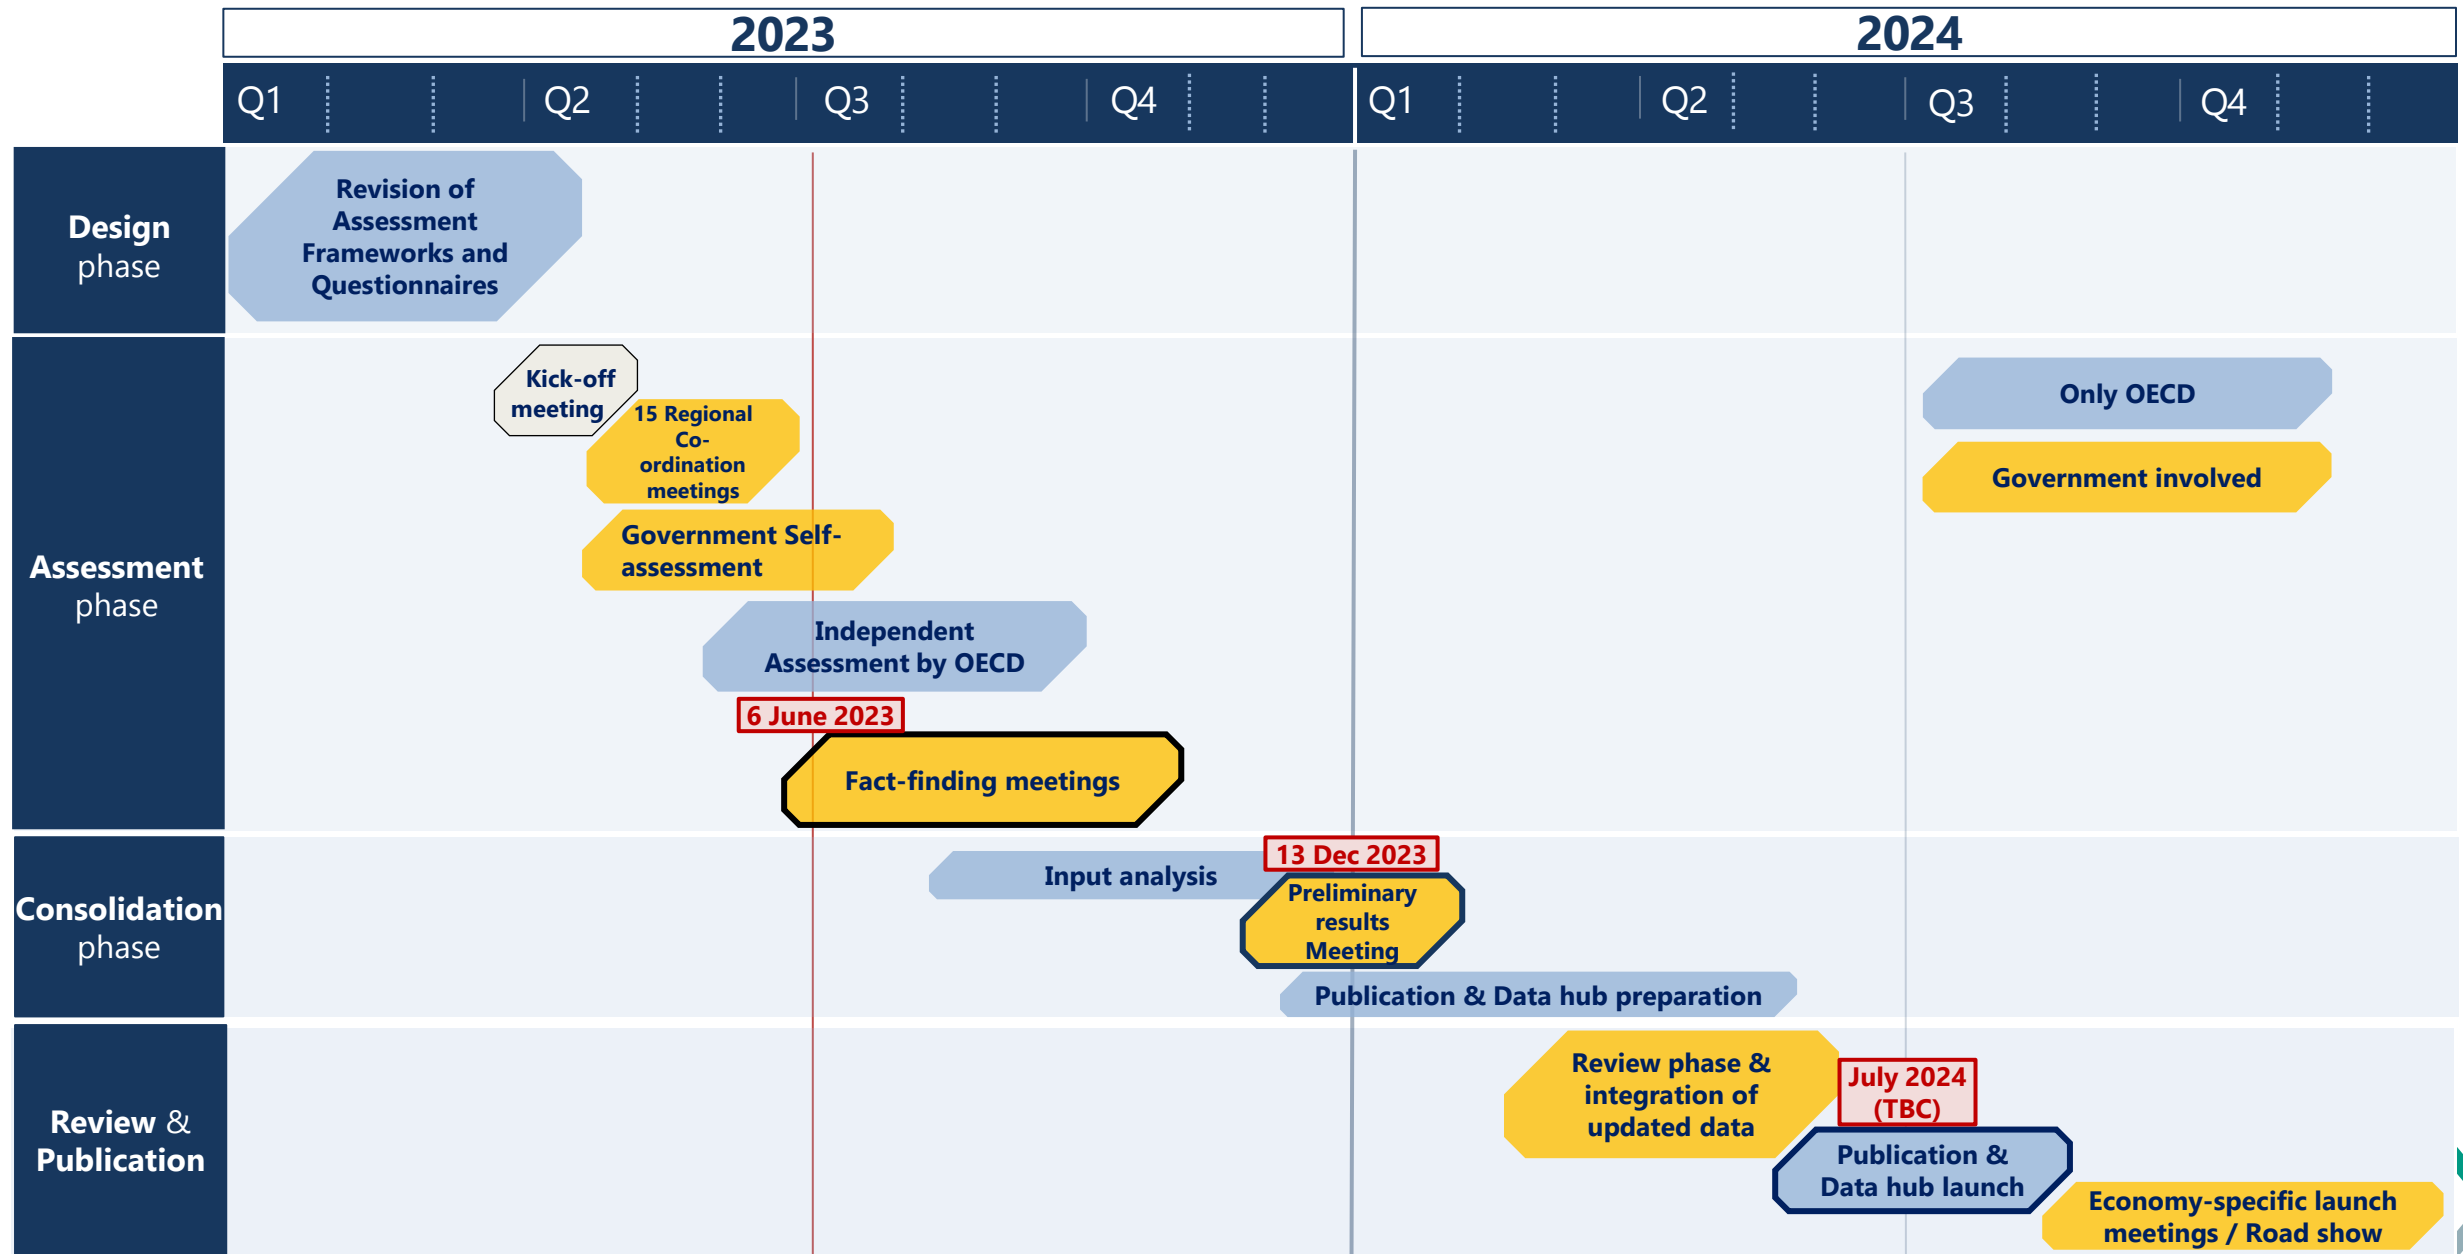 2023
2024
Q1
Q2
Q3
Q4
Q1
Q2
Q3
Q4
Design
phase
Revision of
Assessment
Frameworks and
Questionnaires
Assessment
phase
Kick-off
meeting
15 Regional
Co-
ordination
meetings
Government Self-
assessment
Independent
Assessment by OECD
6 June 2023
Fact-finding meetings
Only OECD
Government involved
Consolidation
phase
Input analysis
13 Dec 2023
Preliminary
results
Meeting
Publication & Data hub preparation
Review &
Publication
Review phase &
integration of
updated data
July 2024
(TBC)
Publication &
Data hub launch
Economy-specific launch
meetings / Road show